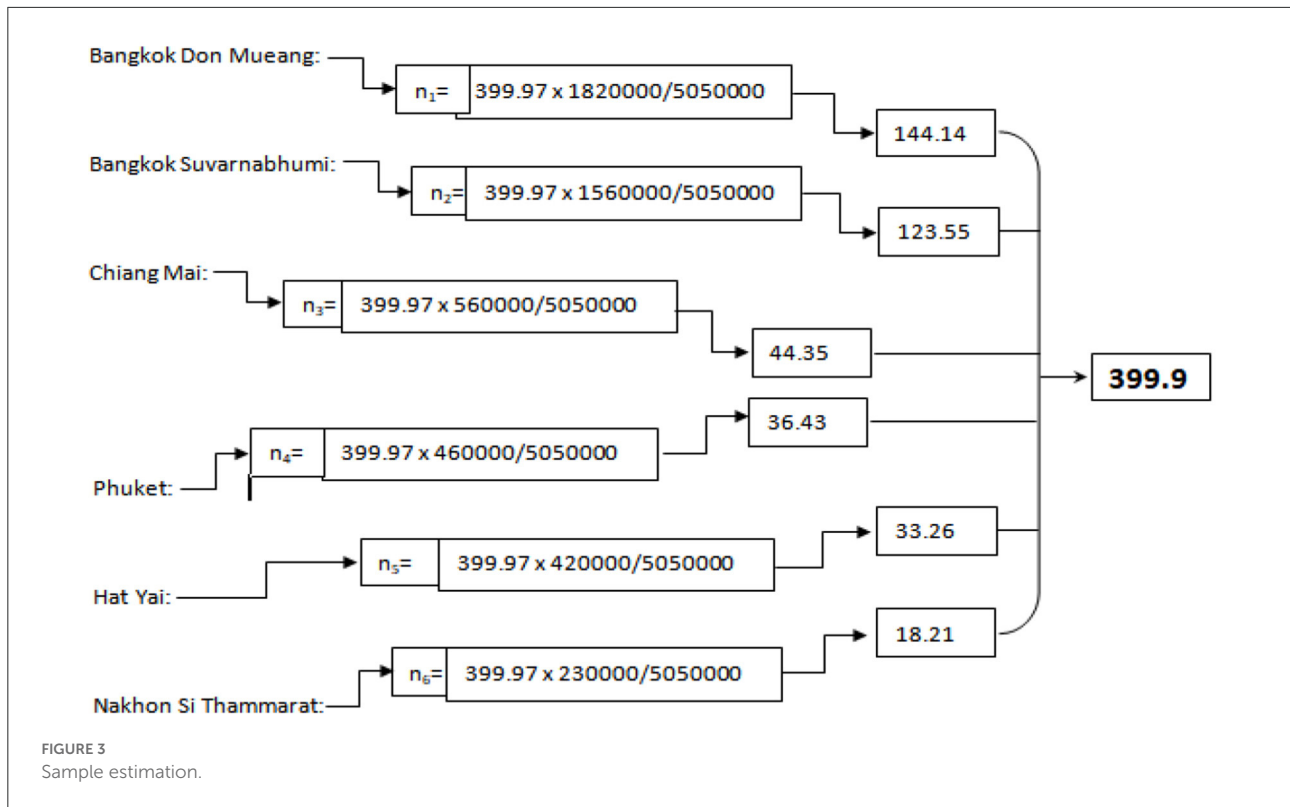 Bangkok Don Mueang:
n₁= 399.97 x 1820000/5050000
144.14
Bangkok Suvarnabhumi:
n₂= 399.97 x 1560000/5050000
123.55
Chiang Mai:
n₃= 399.97 x 560000/5050000
44.35
399.9
Phuket:
n₄= 399.97 x 460000/5050000
36.43
Hat Yai:
n₅= 399.97 x 420000/5050000
33.26
Nakhon Si Thammarat:
n₆= 399.97 x 230000/5050000
18.21
FIGURE 3
Sample estimation.